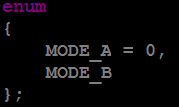 enum
{
    MODE_A = 0,
    MODE_B
};